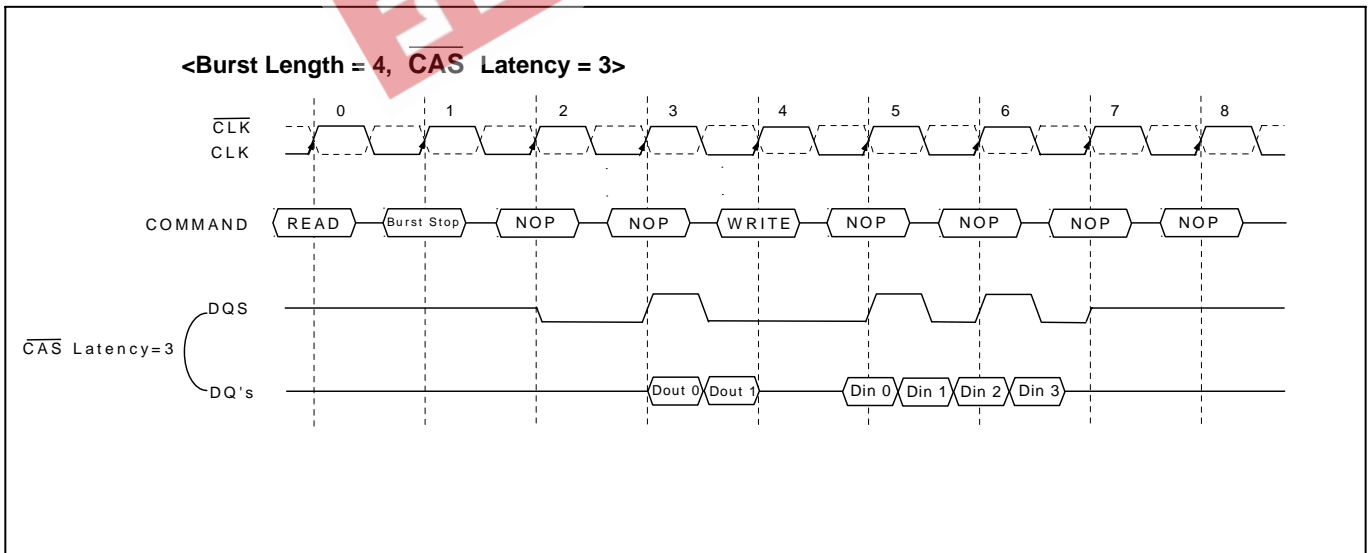 <Burst Length = 4, CAS Latency = 3>
0 1 2 3 4 5 6 7 8
CLK
CLK
COMMAND READ Burst Stop NOP NOP WRITE NOP NOP NOP NOP
DQS
CAS Latency=3
DQ's Dout 0 Dout 1 Din 0 Din 1 Din 2 Din 3